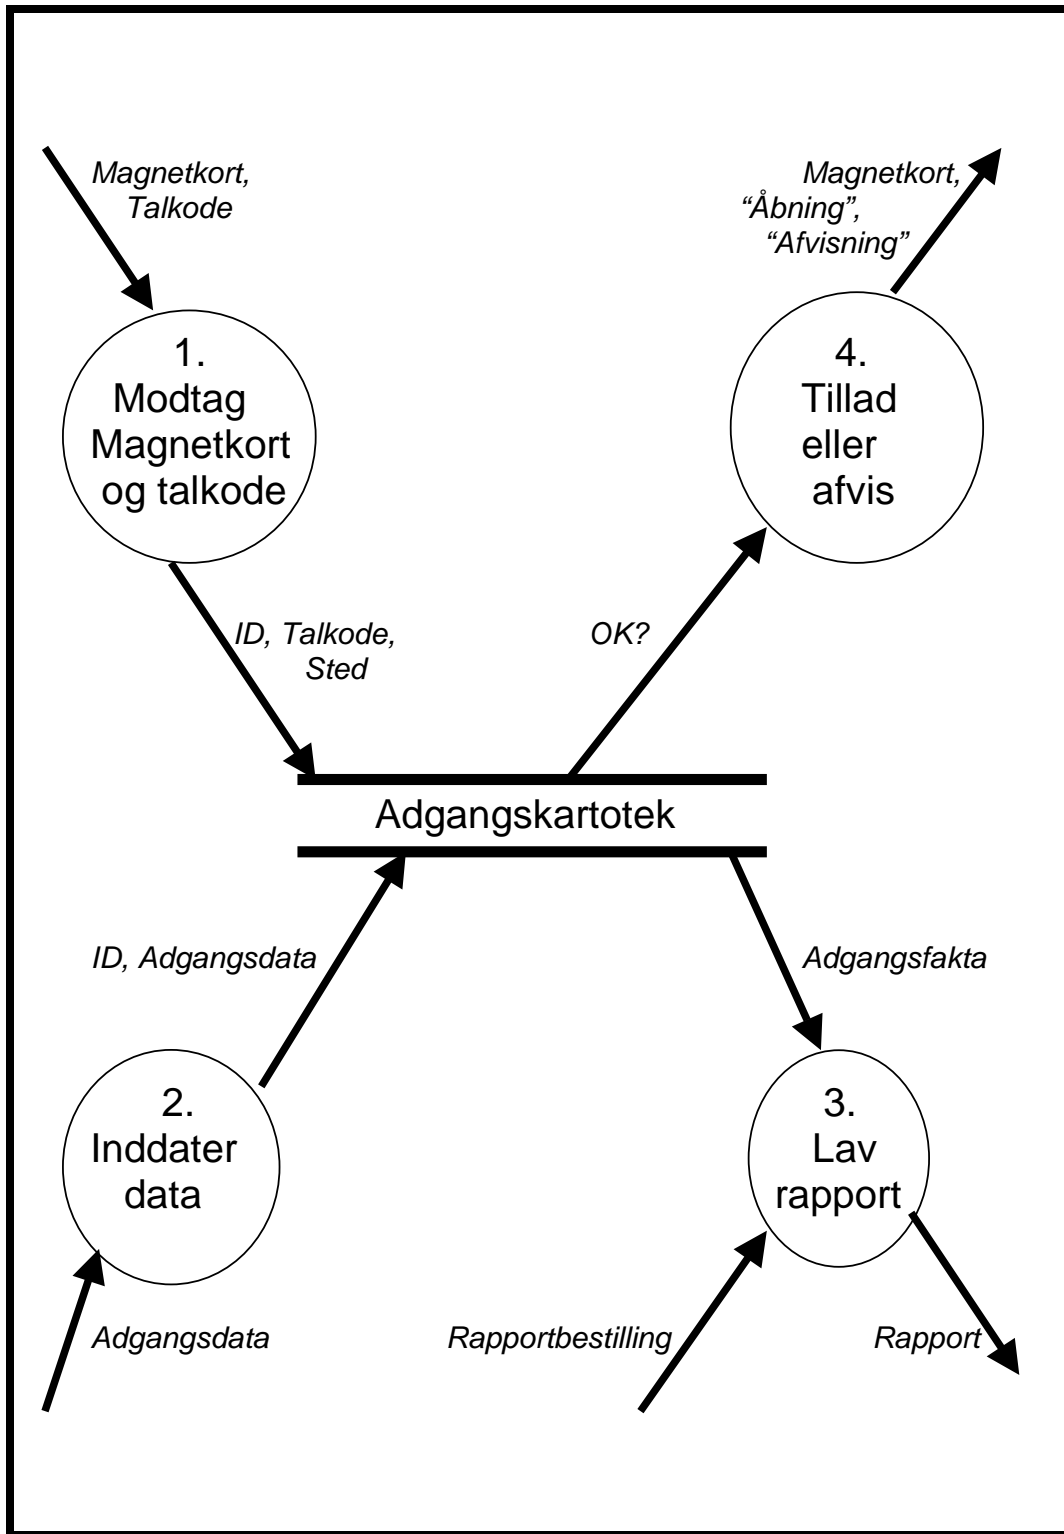 Magnetkort,
Talkode
Magnetkort,
“Åbning”,
“Afvisning”
1.
Modtag
Magnetkort
og talkode
4.
Tillad
eller
afvis
ID, Talkode,
Sted
OK?
Adgangskartotek
ID, Adgangsdata
Adgangsfakta
2.
Inddater
data
3.
Lav
rapport
Adgangsdata
Rapportbestilling
Rapport